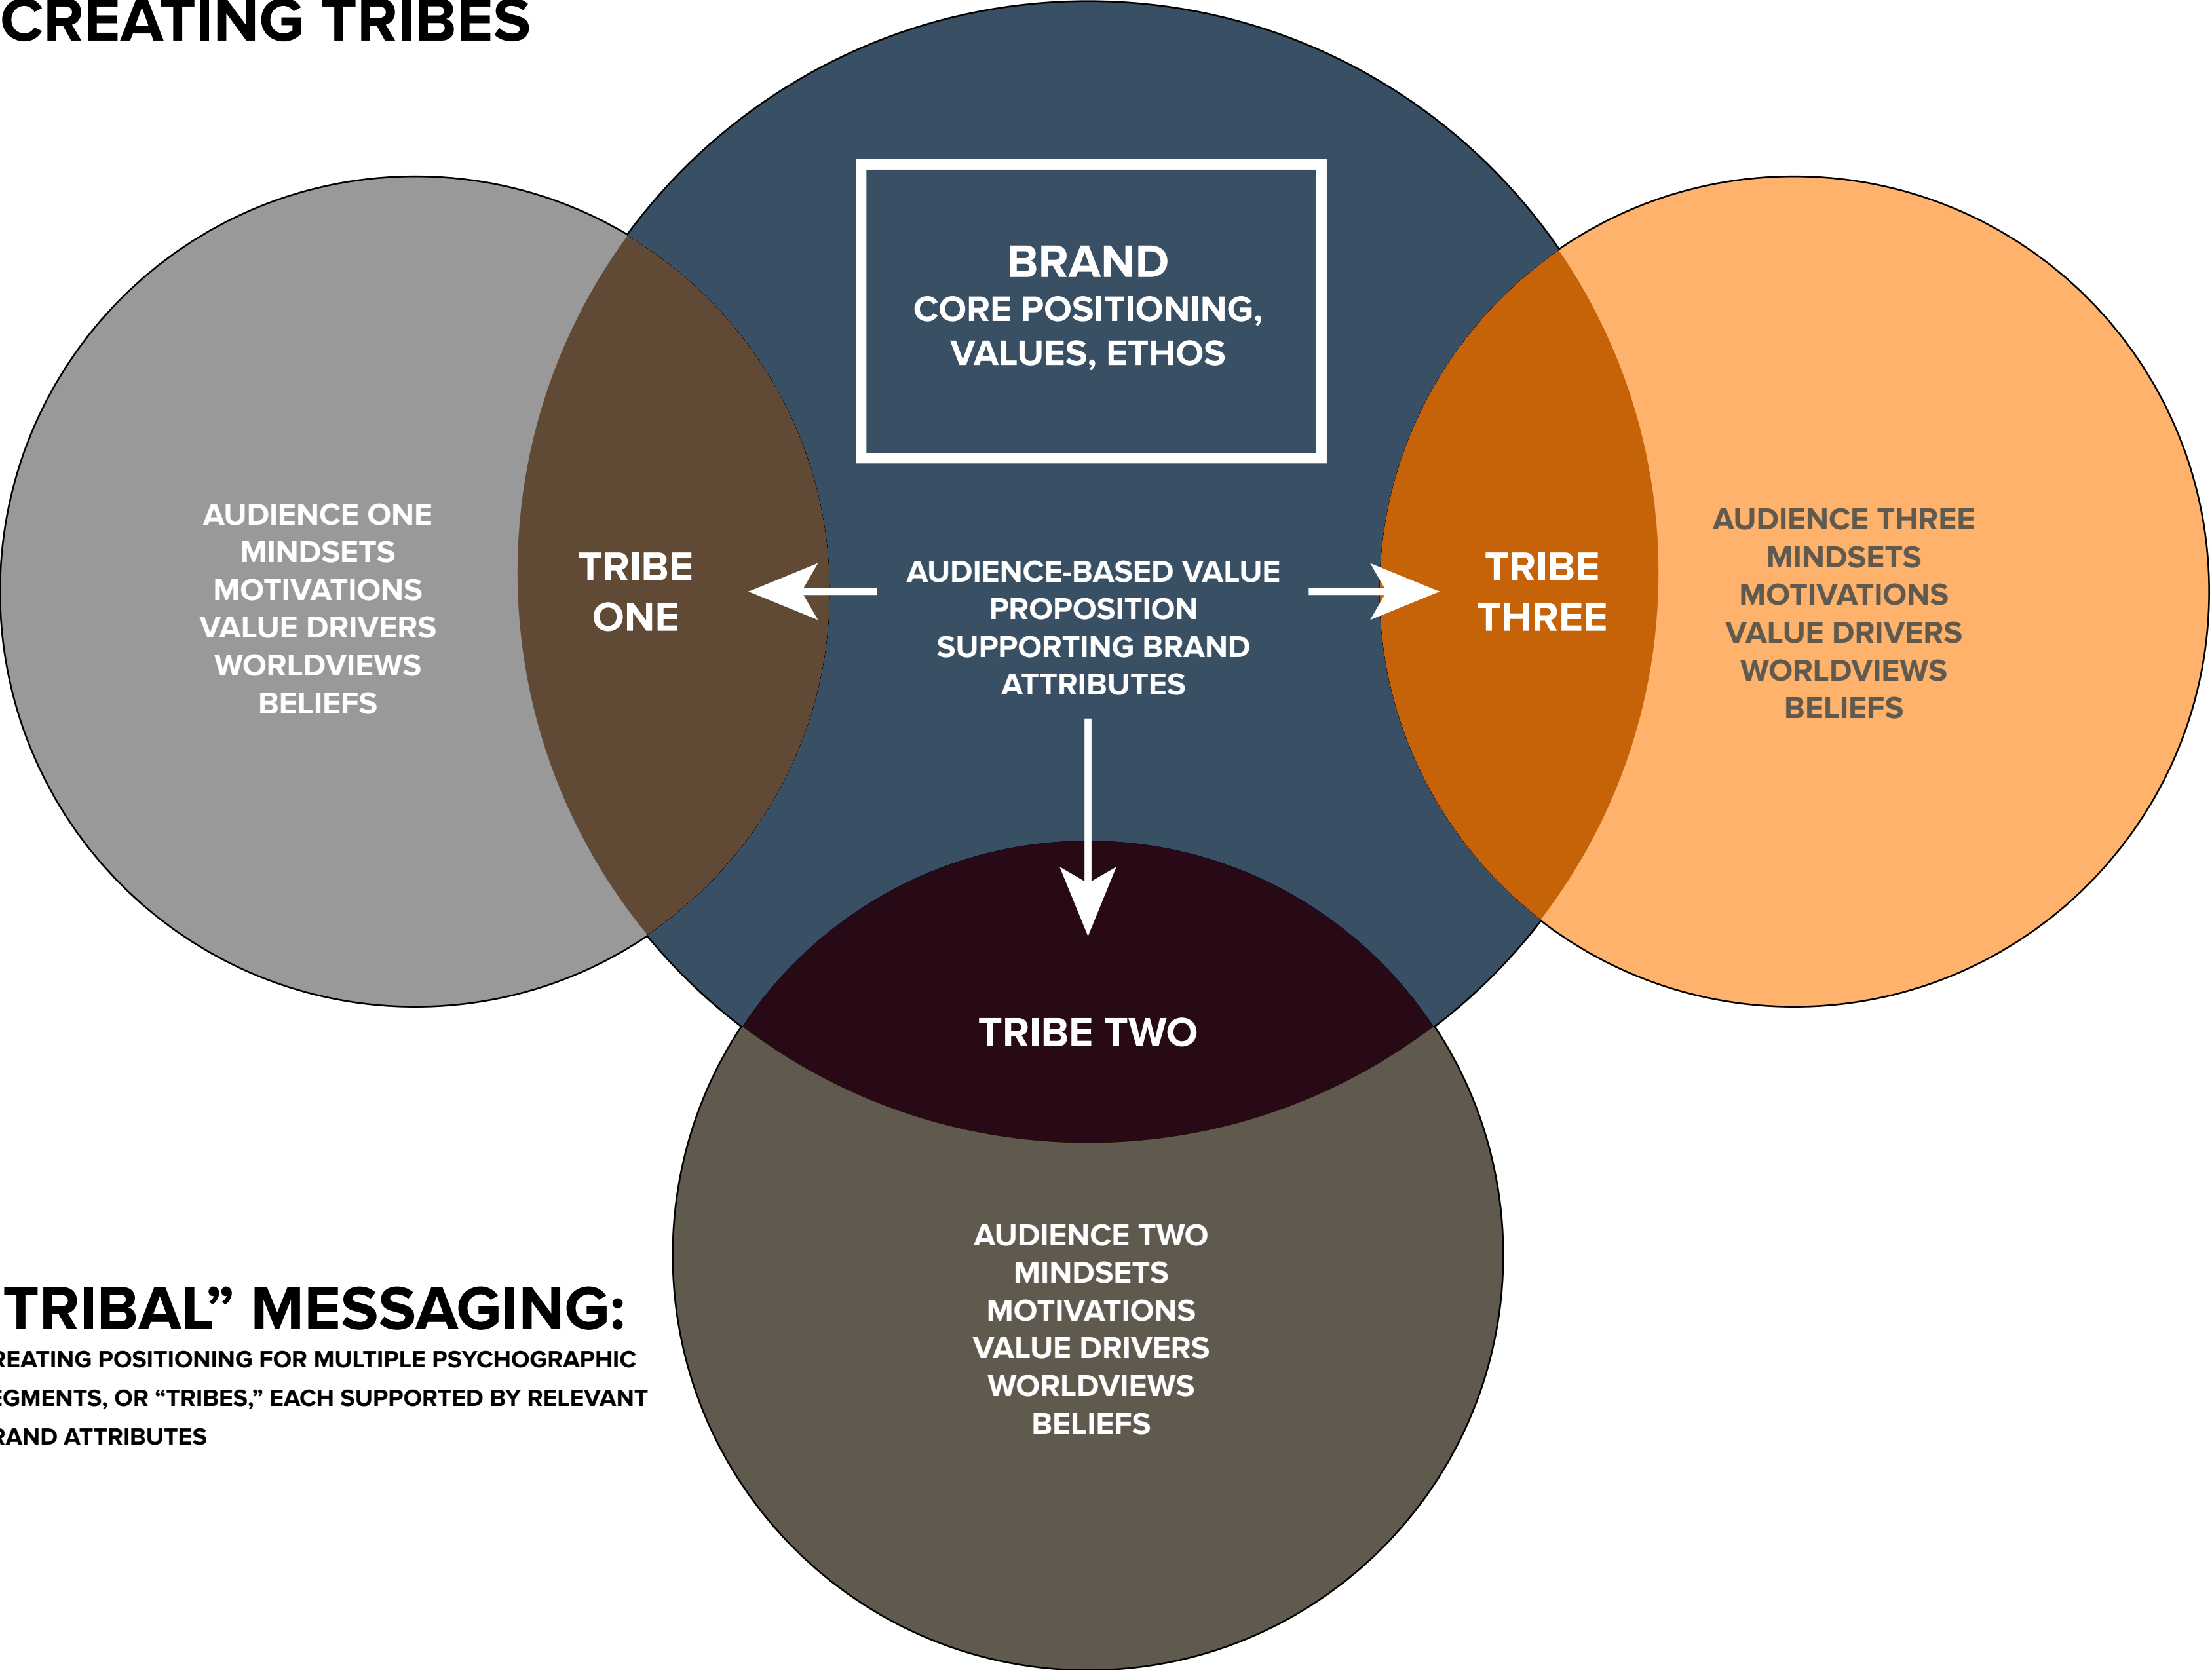 CREATING TRIBES
BRAND
CORE POSITIONING,
VALUES, ETHOS
AUDIENCE ONE
MINDSETS
MOTIVATIONS
VALUE DRIVERS
WORLDVIEWS
BELIEFS
TRIBE
ONE
AUDIENCE-BASED VALUE
PROPOSITION
SUPPORTING BRAND
ATTRIBUTES
TRIBE
THREE
AUDIENCE THREE
MINDSETS
MOTIVATIONS
VALUE DRIVERS
WORLDVIEWS
BELIEFS
TRIBE TWO
AUDIENCE TWO
MINDSETS
MOTIVATIONS
VALUE DRIVERS
WORLDVIEWS
BELIEFS
TRIBAL” MESSAGING:
REATING POSITIONING FOR MULTIPLE PSYCHOGRAPHIC
EGMENTS, OR “TRIBES,” EACH SUPPORTED BY RELEVANT
RAND ATTRIBUTES